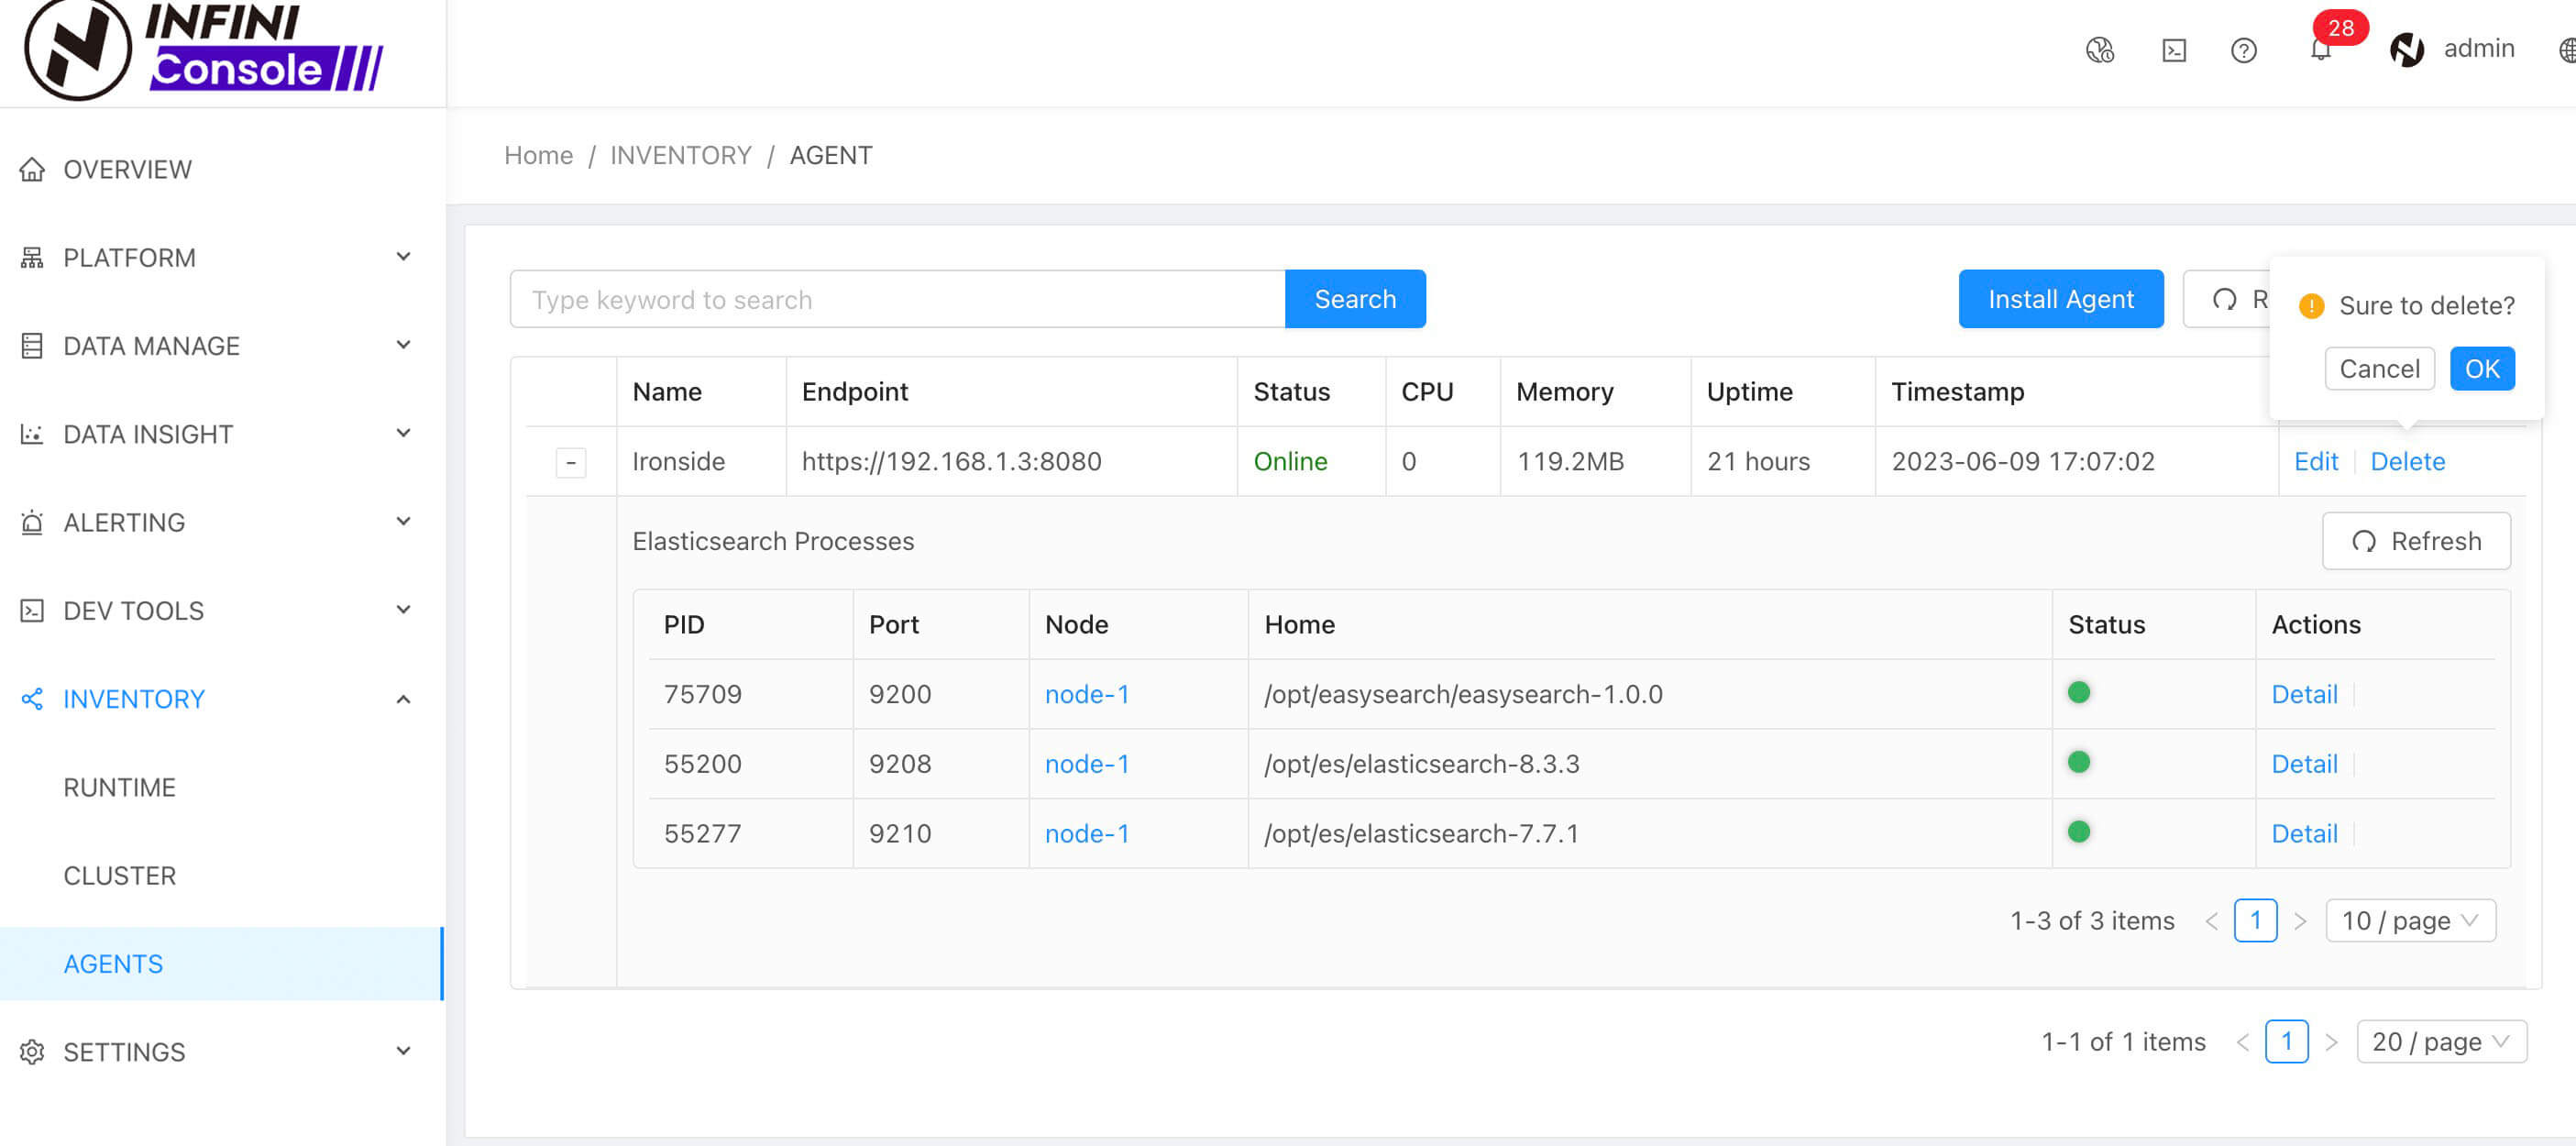 INFINI
Console
28
admin
OVERVIEW
PLATFORM
DATA MANAGE
DATA INSIGHT
ALERTING
DEV TOOLS
INVENTORY
RUNTIME
CLUSTER
AGENTS
SETTINGS
Home / INVENTORY / AGENT
Type keyword to search
Search
Install Agent
R
Sure to delete?
Cancel OK
Name Endpoint Status CPU Memory Uptime Timestamp
- Ironside https://192.168.1.3:8080 Online 0 119.2MB 21 hours 2023-06-09 17:07:02 Edit Delete
Elasticsearch Processes
Refresh
PID Port Node Home Status Actions
75709 9200 node-1 /opt/easysearch/easysearch-1.0.0 Detail
55200 9208 node-1 /opt/es/elasticsearch-8.3.3 Detail
55277 9210 node-1 /opt/es/elasticsearch-7.7.1 Detail
1-3 of 3 items < 1 > 10 / page
1-1 of 1 items < 1 > 20 / page